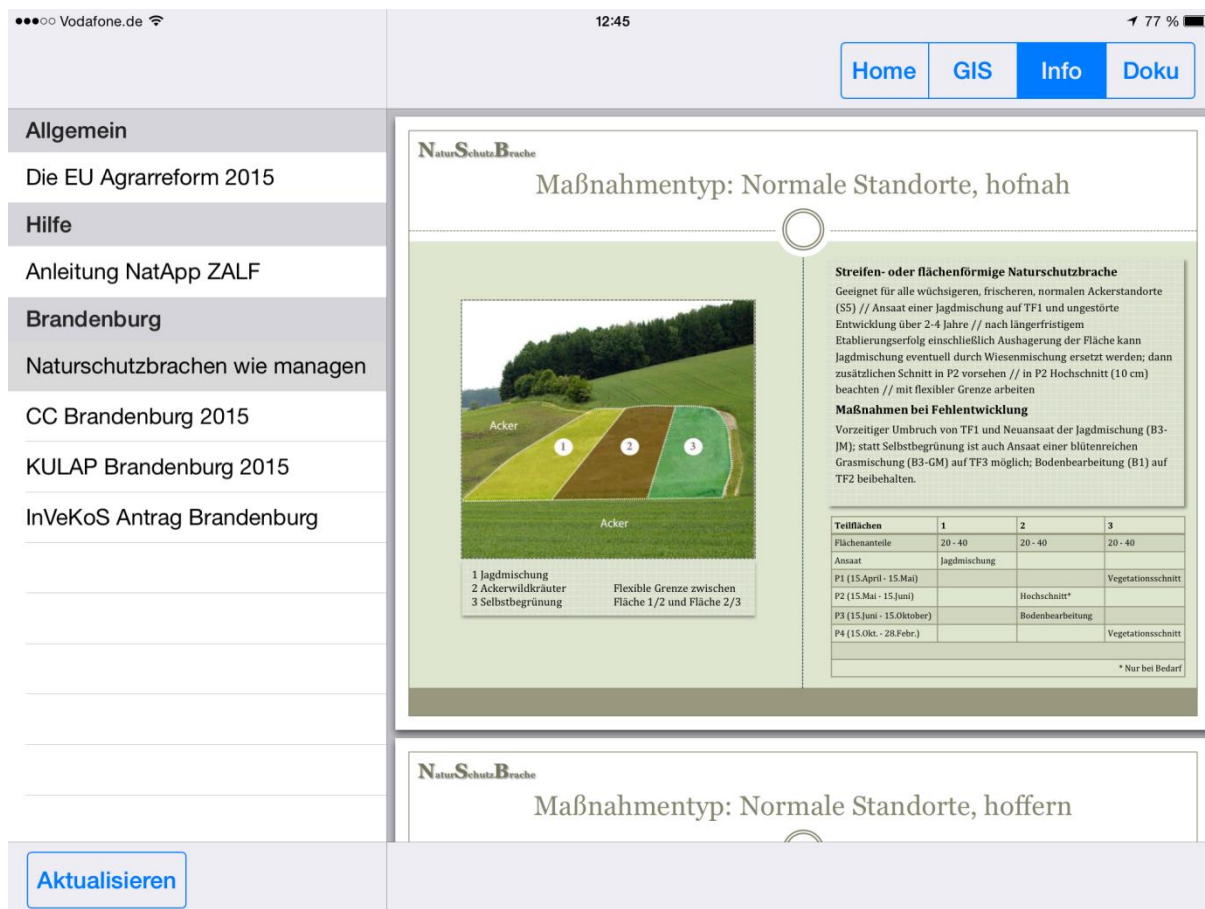 Vodafone.de
12:45
77 %
Home GIS Info Doku
Allgemein
Die EU Agrarreform 2015
Hilfe
Anleitung NatApp ZALF
Brandenburg
Naturschutzbrachen wie managen
CC Brandenburg 2015
KULAP Brandenburg 2015
InVeKoS Antrag Brandenburg
Aktualisieren
NaturSchutzBrache
Maßnahmentyp: Normale Standorte, hofnah
Acker
1
2
3
Acker
1 Jagdmischung
2 Ackerwildkräuter
3 Selbstbegrünung
Flexible Grenze zwischen
Fläche 1/2 und Fläche 2/3
Streifen- oder flächenförmige Naturschutzbrache
Geeignet für alle wüchsigeren, frischeren, normalen Ackerstandorte
(S5) // Ansaat einer Jagdmischung auf TF1 und ungestörte
Entwicklung über 2-4 Jahre // nach längerfristigem
Etablierungserfolg einschließlich Aushagerung der Fläche kann
Jagdmischung eventuell durch Wiesenmischung ersetzt werden; dann
zusätzlichen Schnitt in P2 vorsehen // in P2 Hochschnitt (10 cm)
beachten // mit flexibler Grenze arbeiten
Maßnahmen bei Fehlentwicklung
Vorzeitiger Umbruch von TF1 und Neuansaat der Jagdmischung (B3-
JM); statt Selbstbegrünung ist auch Ansaat einer blütenreichen
Grasmischung (B3-GM) auf TF3 möglich; Bodenbearbeitung (B1) auf
TF2 beibehalten.
Teilflächen 1 2 3
Flächenanteile 20 - 40 20 - 40 20 - 40
Ansaat Jagdmischung
P1 (15.April - 15.Mai) Vegetationsschnitt
P2 (15.Mai - 15.Juni) Hochschnitt*
P3 (15.Juni - 15.Oktober) Bodenbearbeitung
P4 (15.Okt. - 28.Febr.) Vegetationsschnitt
* Nur bei Bedarf
NaturSchutzBrache
Maßnahmentyp: Normale Standorte, hoffern